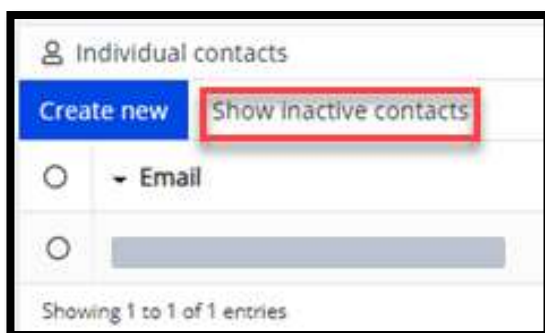 Individual contacts
Create new Show inactive contacts
Email
Showing 1 to 1 of 1 entries